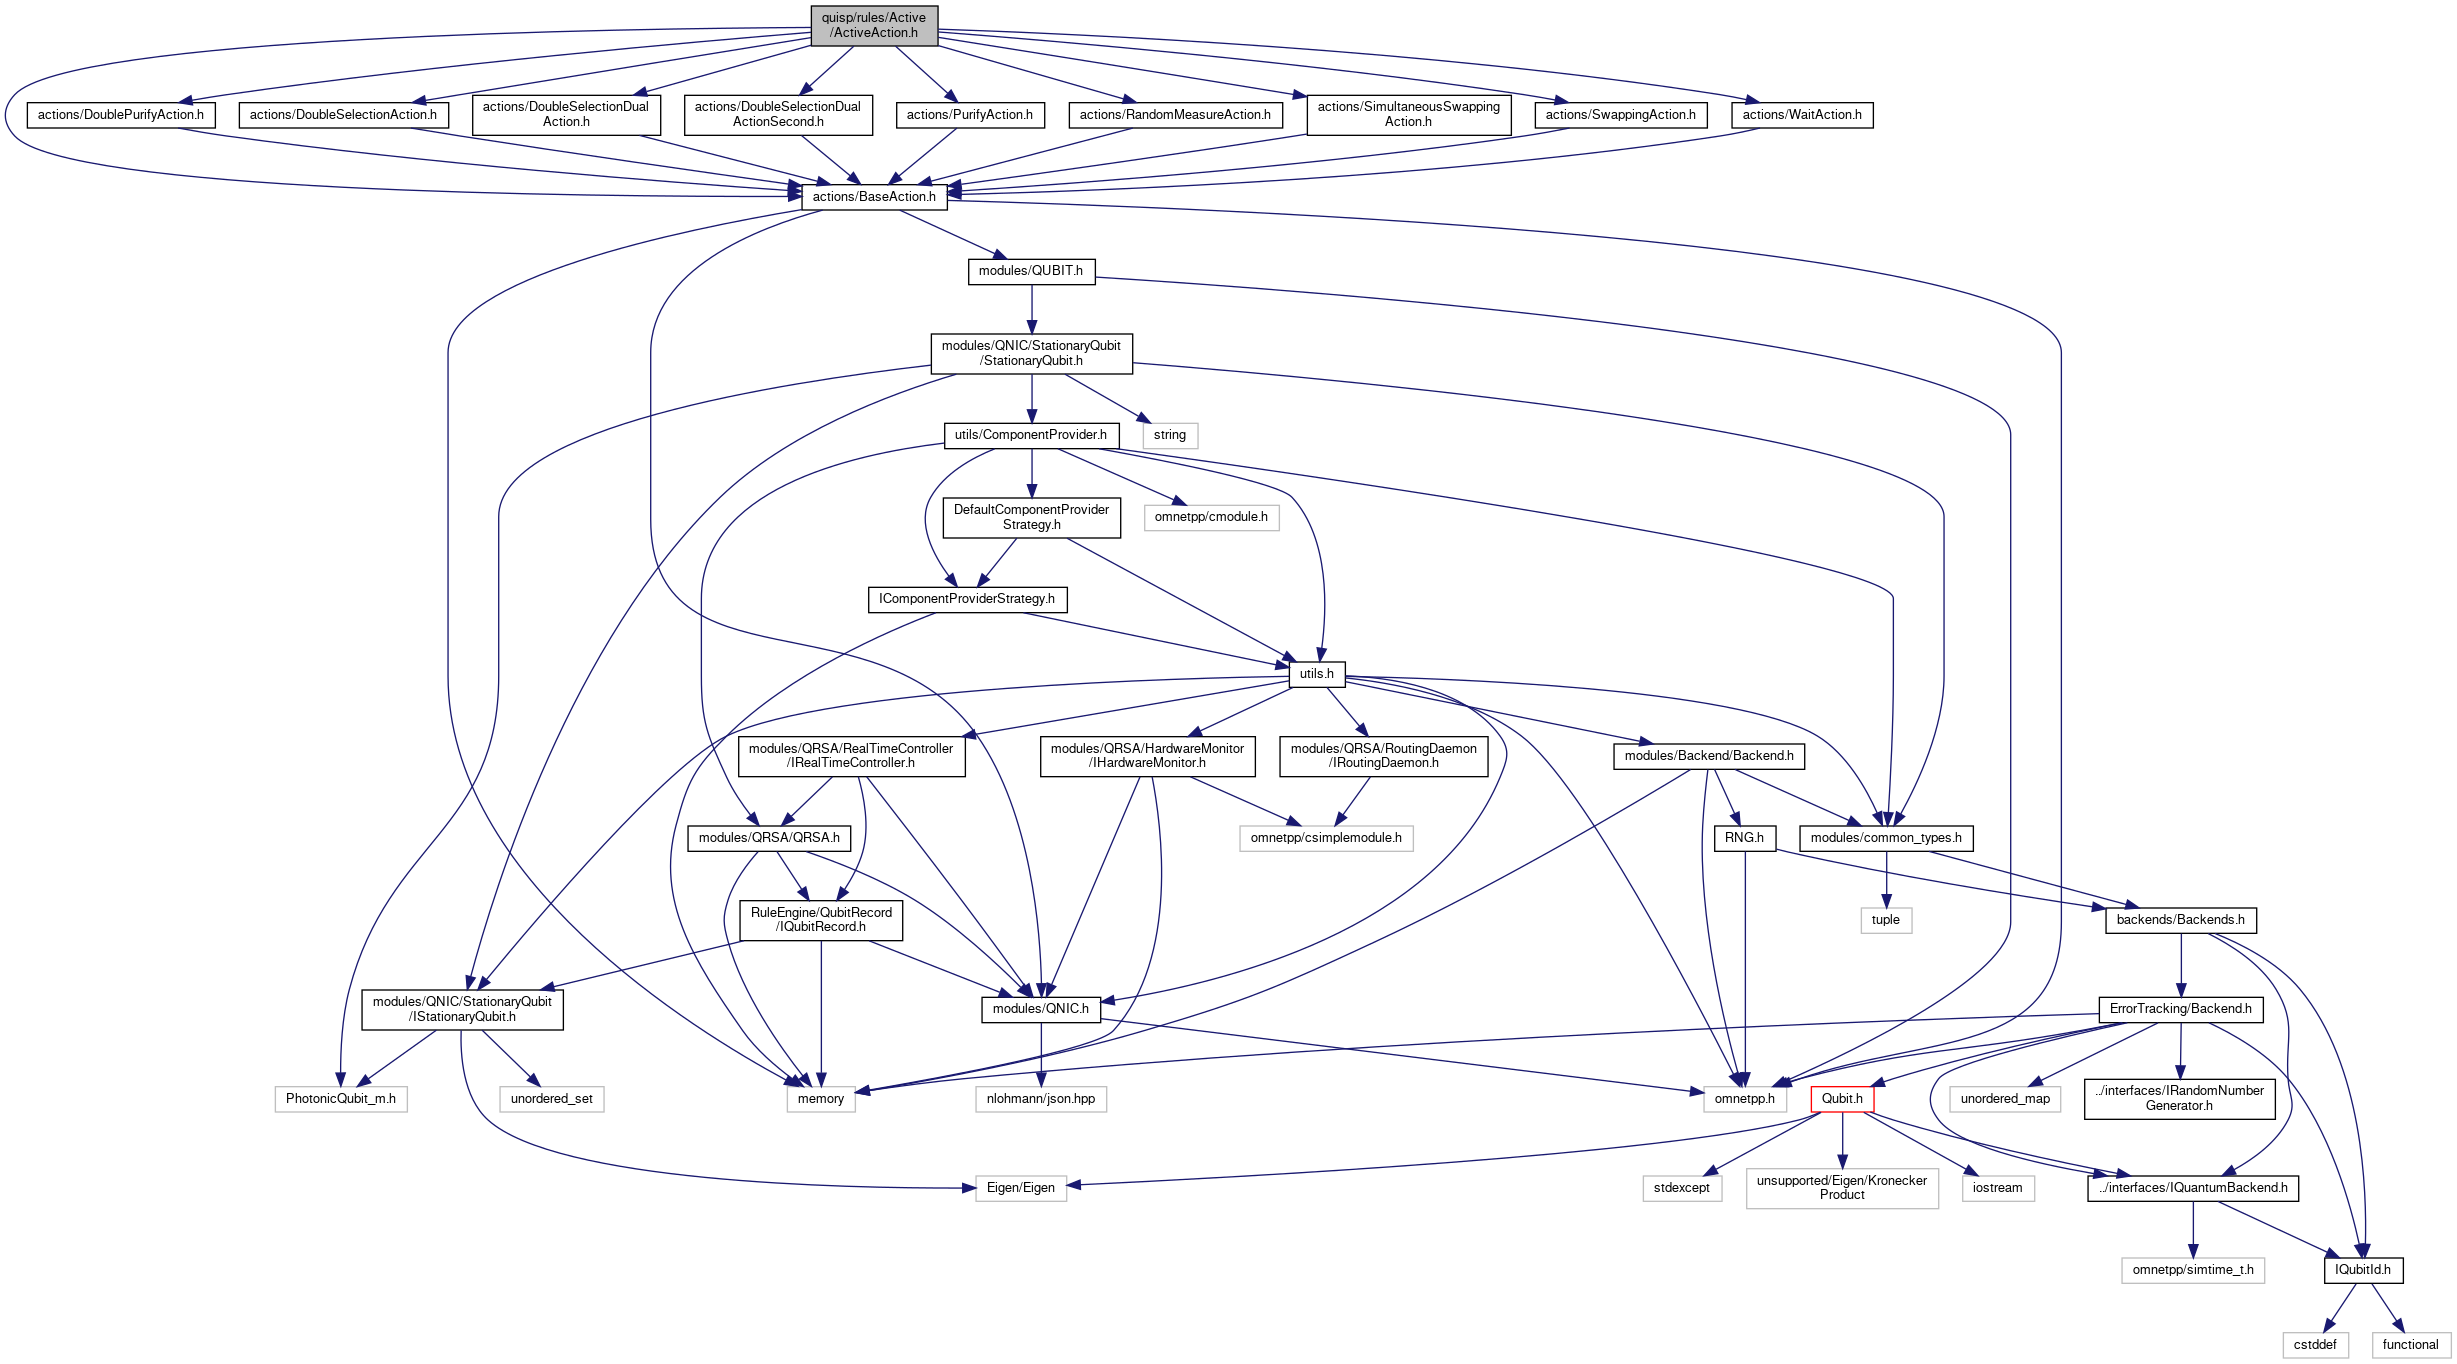 quisp/rules/Active
/ActiveAction.h
actions/DoublePurifyAction.h
actions/DoubleSelectionAction.h
actions/DoubleSelectionDual
Action.h
actions/DoubleSelectionDual
ActionSecond.h
actions/PurifyAction.h
actions/RandomMeasureAction.h
actions/SimultaneousSwapping
Action.h
actions/SwappingAction.h
actions/WaitAction.h
actions/BaseAction.h
modules/QUBIT.h
modules/QNIC/StationaryQubit
/StationaryQubit.h
utils/ComponentProvider.h
string
DefaultComponentProvider
Strategy.h
omnetpp/cmodule.h
IComponentProviderStrategy.h
utils.h
modules/QRSA/RealTimeController
/IRealTimeController.h
modules/QRSA/HardwareMonitor
/IHardwareMonitor.h
modules/QRSA/RoutingDaemon
/IRoutingDaemon.h
modules/Backend/Backend.h
modules/QRSA/QRSA.h
omnetpp/csimplemodule.h
RNG.h
modules/common_types.h
RuleEngine/QubitRecord
/IQubitRecord.h
tuple
backends/Backends.h
modules/QNIC/StationaryQubit
/IStationaryQubit.h
modules/QNIC.h
ErrorTracking/Backend.h
PhotonicQubit_m.h
unordered_set
memory
nlohmann/json.hpp
omnetpp.h
Qubit.h
unordered_map
../interfaces/IRandomNumber
Generator.h
Eigen/Eigen
stdexcept
unsupported/Eigen/Kronecker
Product
iostream
../interfaces/IQuantumBackend.h
omnetpp/simtime_t.h
IQubitId.h
cstddef
functional